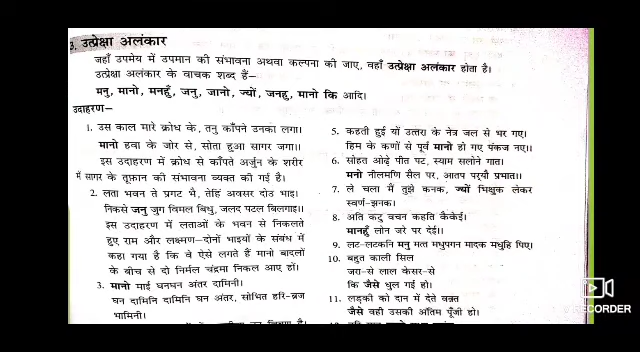 3. उत्प्रेक्षा अलंकार
जहाँ उपमेय में उपमान की संभावना अथवा कल्पना की जाए, वहाँ उत्प्रेक्षा अलंकार होता है।
उत्प्रेक्षा अलंकार के वाचक शब्द हैं–
मनु, मानो, मनहुँ, जनु, जानो, ज्यों, जनहु, मानो कि आदि।
उदाहरण–
1. उस काल मारे क्रोध के, तनु काँपने उनका लगा।
मानो हवा के जोर से, सोता हुआ सागर जगा।।
इस उदाहरण में क्रोध से काँपते अर्जुन के शरीर
में सागर के तूफ़ान की संभावना व्यक्त की गई है।
2. लता भवन ते प्रगट भै, तेहि अवसर दोउ भाइ।
निकसे जनु जुग विमल बिधु, जलद पटल बिलगाइ।।
इस उदाहरण में लताओं के भवन से निकलते
हुए राम और लक्ष्मण–दोनों भाइयों के संबंध में
कहा गया है कि वे ऐसे लगते हैं मानो बादलों
के बीच से दो निर्मल चंद्रमा निकल आए हों।
3. मानो माई घनघन अंतर दामिनी।
घन दामिनि दामिनि घन अंतर, सोभित हरि-ब्रज
भामिनी।
5. कहती हुई यों उत्तरा के नेत्र जल से भर गए।
हिम के कणों से पूर्व मानो हो गए पंकज नए।।
6. सोहत ओढ़े पीत पट, स्याम सलोने गात।
मनो नीलमणि सैल पर, आतप पर्‌यौ प्रभात।।
7. ले चला मैं तुझे कनक, ज्यों भिक्षुक लेकर
स्वर्ण-झनक।
8. अति कटु बचन कहति कैकेई।
मानहुँ लोन जरे पर देई।।
9. लट-लटकनि मनु मत्त मधुपगन मादक मधुहि पिए।
10. बहुत काली सिल
जरा-से लाल केसर–से
कि जैसे धुल गई हो।
11. लड़की को दान में देते वक़्त
जैसे वही उसकी अंतिम पूँजी हो।
RECORDER